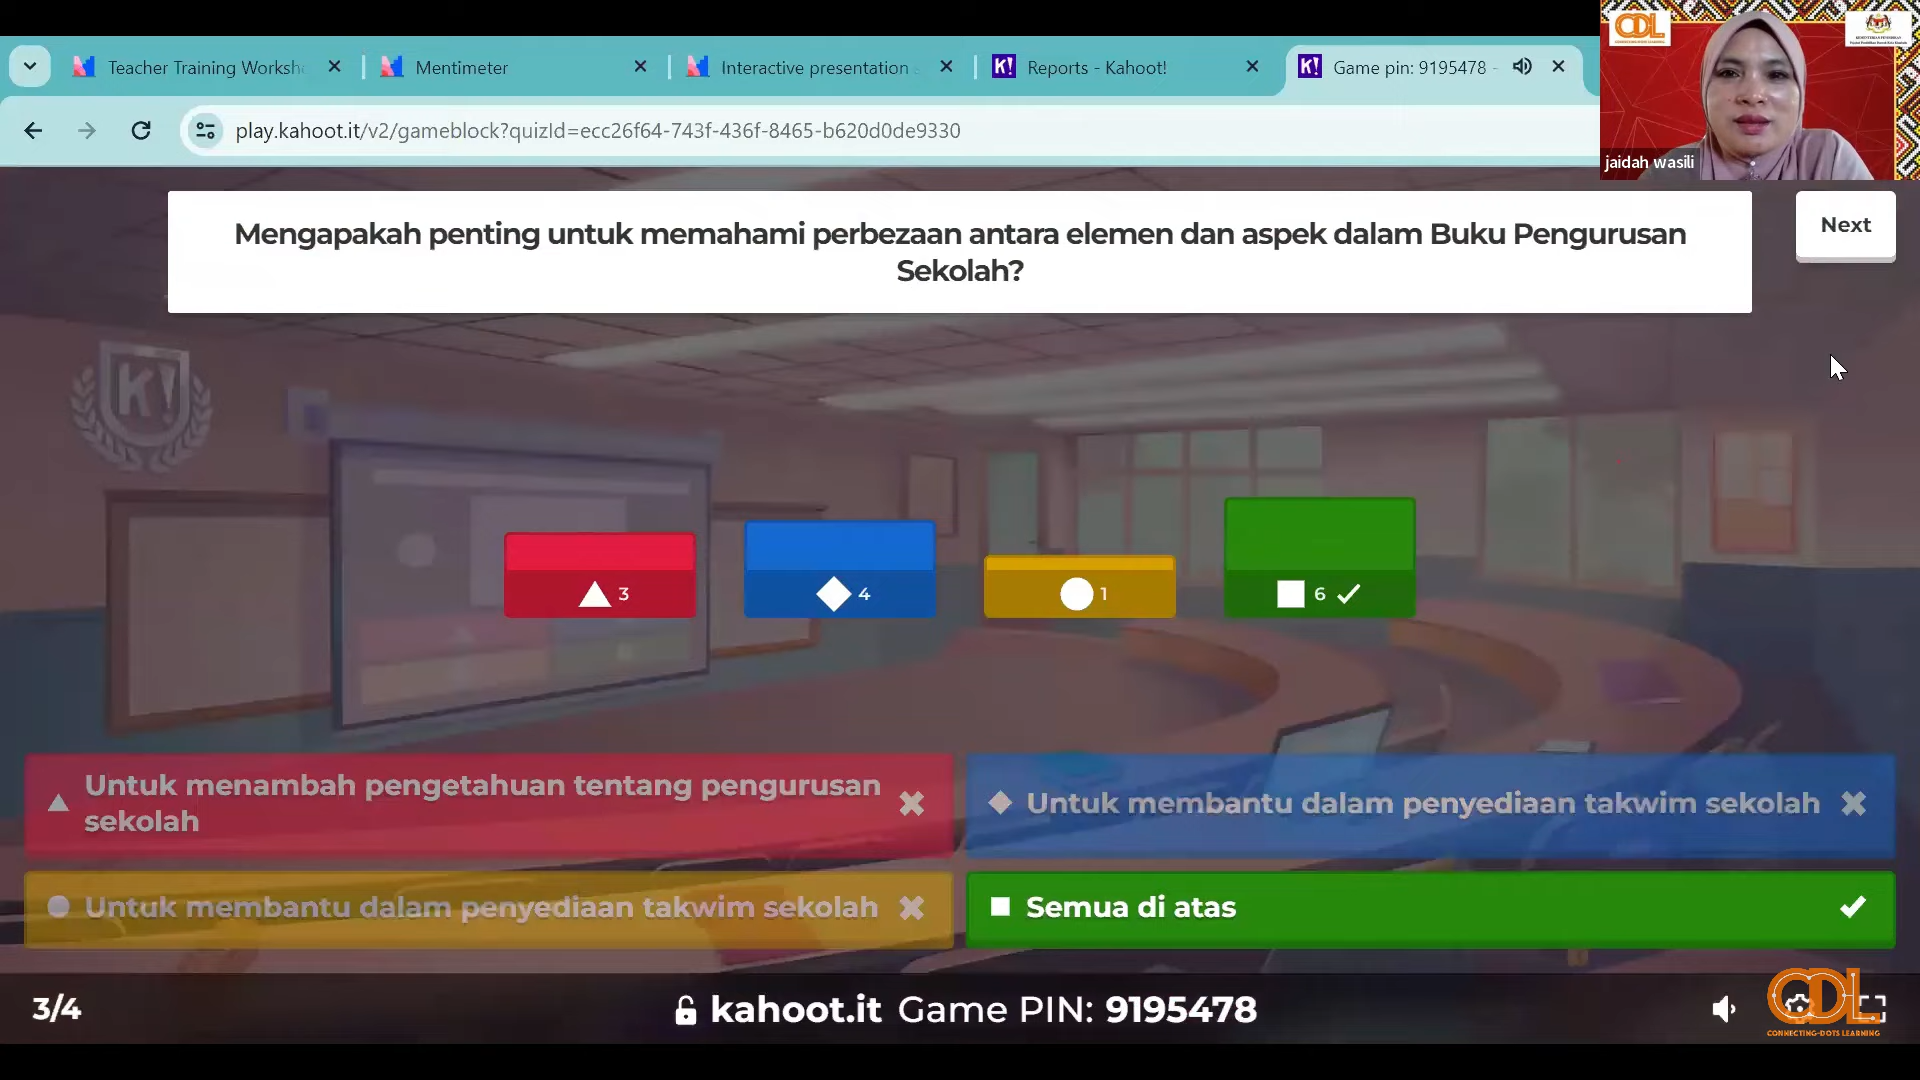 Teacher Training Worksh
Mentimeter
Interactive presentation s
Reports - Kahoot!
Game pin: 9195478 -
play.kahoot.it/v2/gameblock?quizId=ecc26f64-743f-436f-8465-b620d0de9330
CDL
jaidah wasili
Mengapakah penting untuk memahami perbezaan antara elemen dan aspek dalam Buku Pengurusan
Sekolah?
Next
K!
3
4
1
6
Untuk menambah pengetahuan tentang pengurusan
sekolah
Untuk membantu dalam penyediaan takwim sekolah
Untuk membantu dalam penyediaan takwim sekolah
Semua di atas
3/4
kahoot.it Game PIN: 9195478
CDL
CONNECTING-DOTS LEARNING